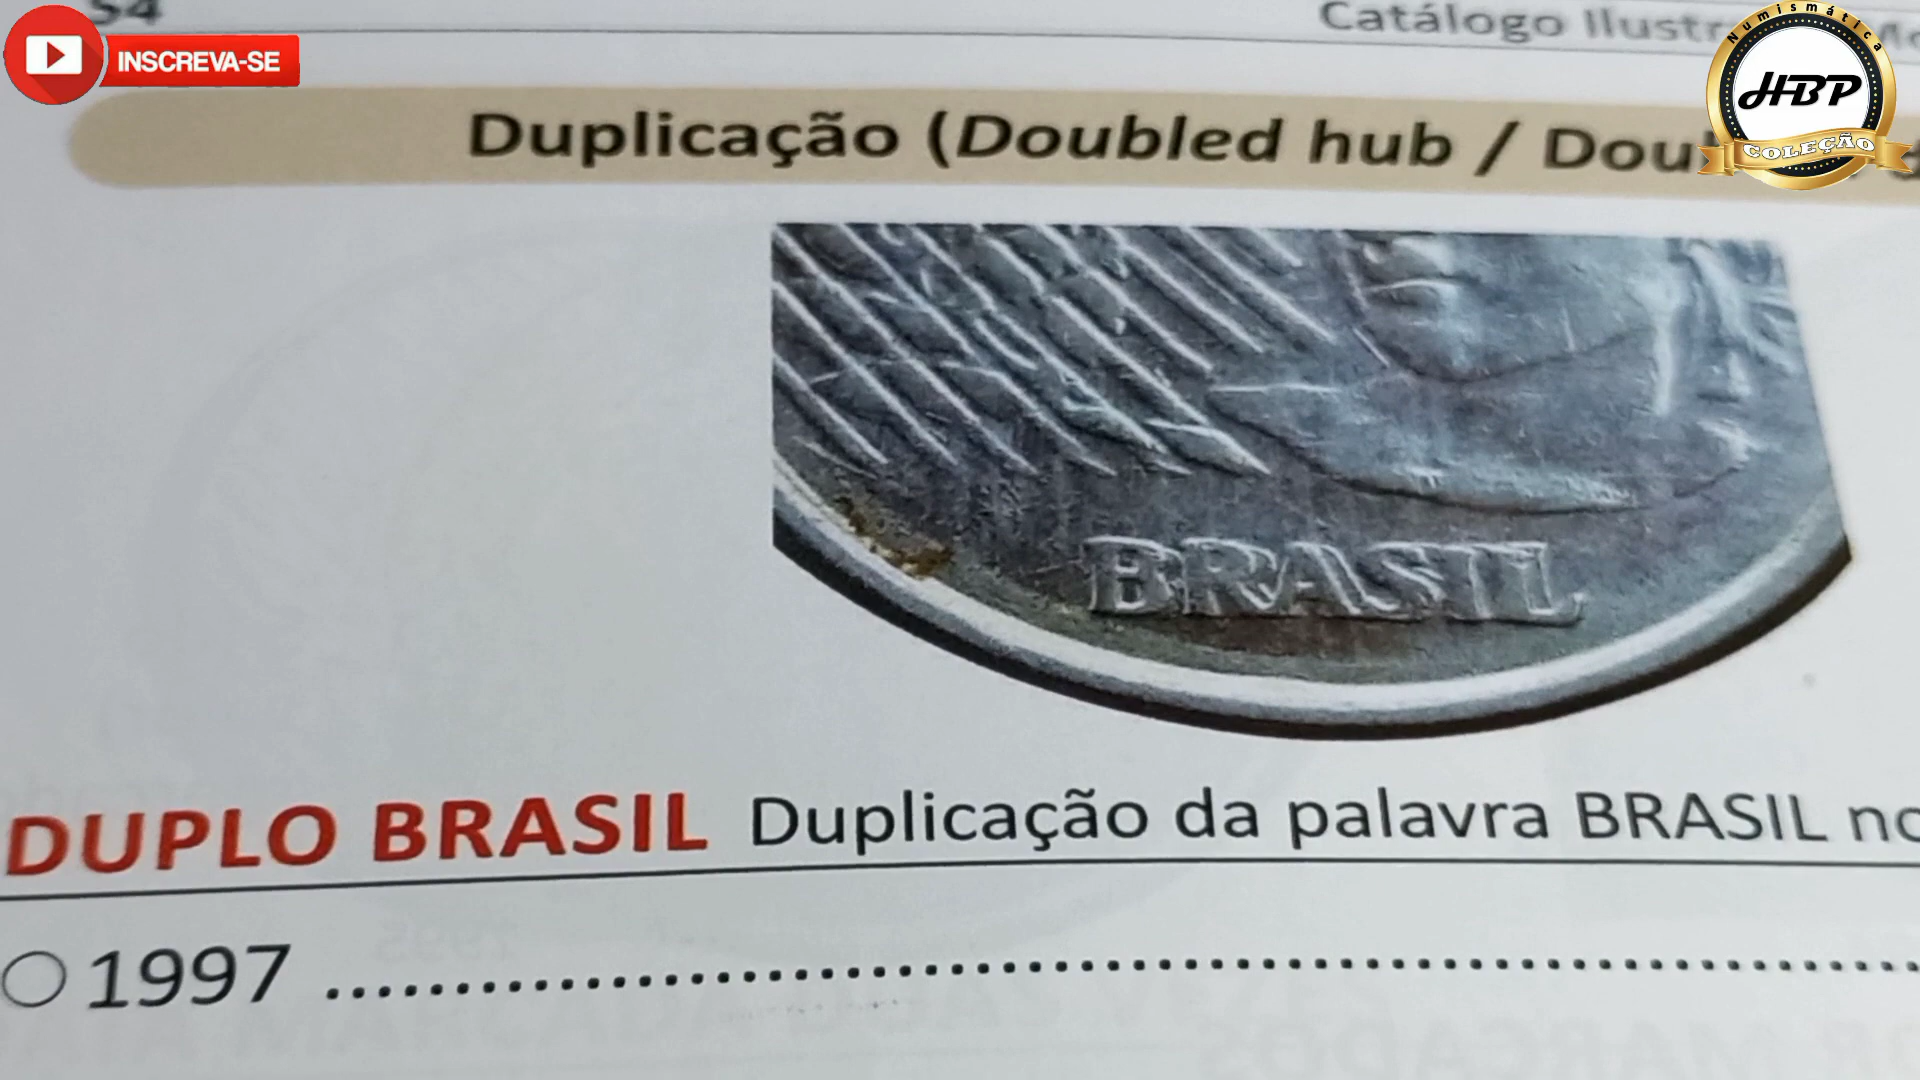 54
Catálogo Ilustr
INSCREVA-SE
Numismática
HBP
COLEÇÃO
Duplicação (Doubled hub / Dou
BRASIL
DUPLO BRASIL Duplicação da palavra BRASIL no
1997